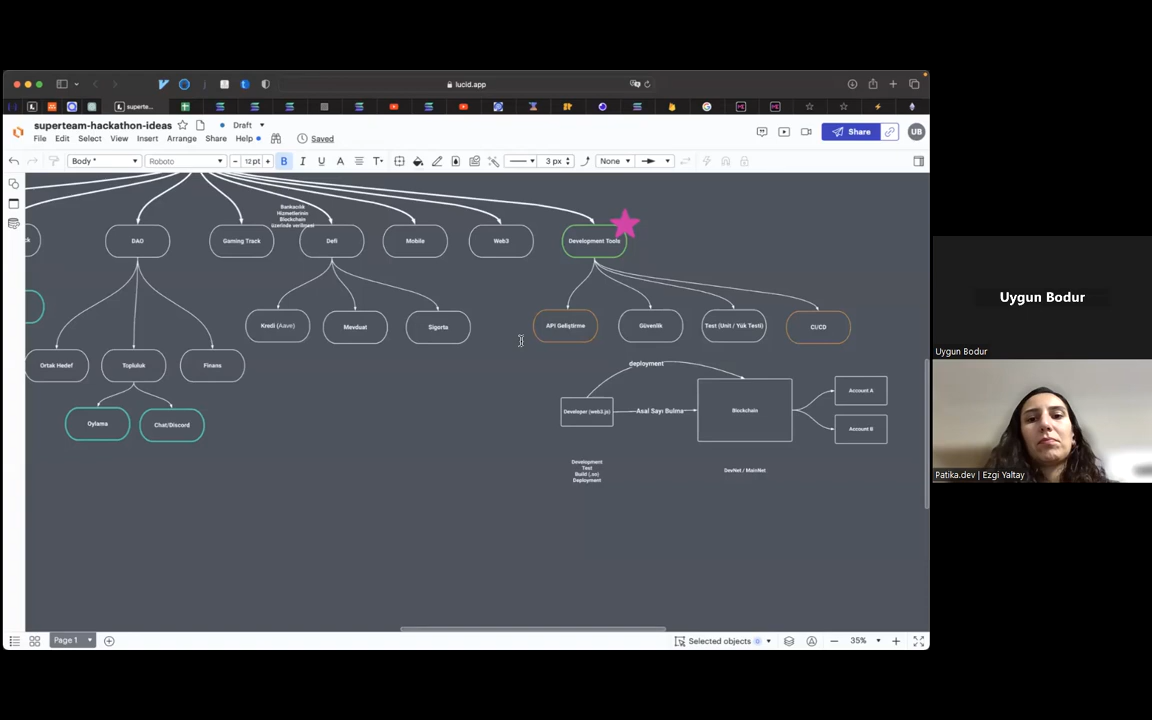 lucid.app
superte...
superteam-hackathon-ideas
Draft
File Edit Select View Insert Arrange Share Help
Saved
Share
UB
Body *
Roboto
12 pt
B I U A T
3 px
None
Bankacılık
Hizmetlerinin
Blockchain
üzerinde verilmesi
DAO
Gaming Track
Defi
Mobile
Web3
Development Tools
Kredi (Aave)
Mevduat
Sigorta
API Geliştirme
Güvenlik
Test (Unit / Yük Testi)
CI/CD
Ortak Hedef
Topluluk
Finans
Oylama
Chat/Discord
deployment
Developer (web3.js)
Asal Sayı Bulma
Blockchain
Account A
Account B
Development
Test
Build (.so)
Deployment
DevNet / MainNet
Page 1
Selected objects 0
35%
Uygun Bodur
Uygun Bodur
Patika.dev | Ezgi Yaltay